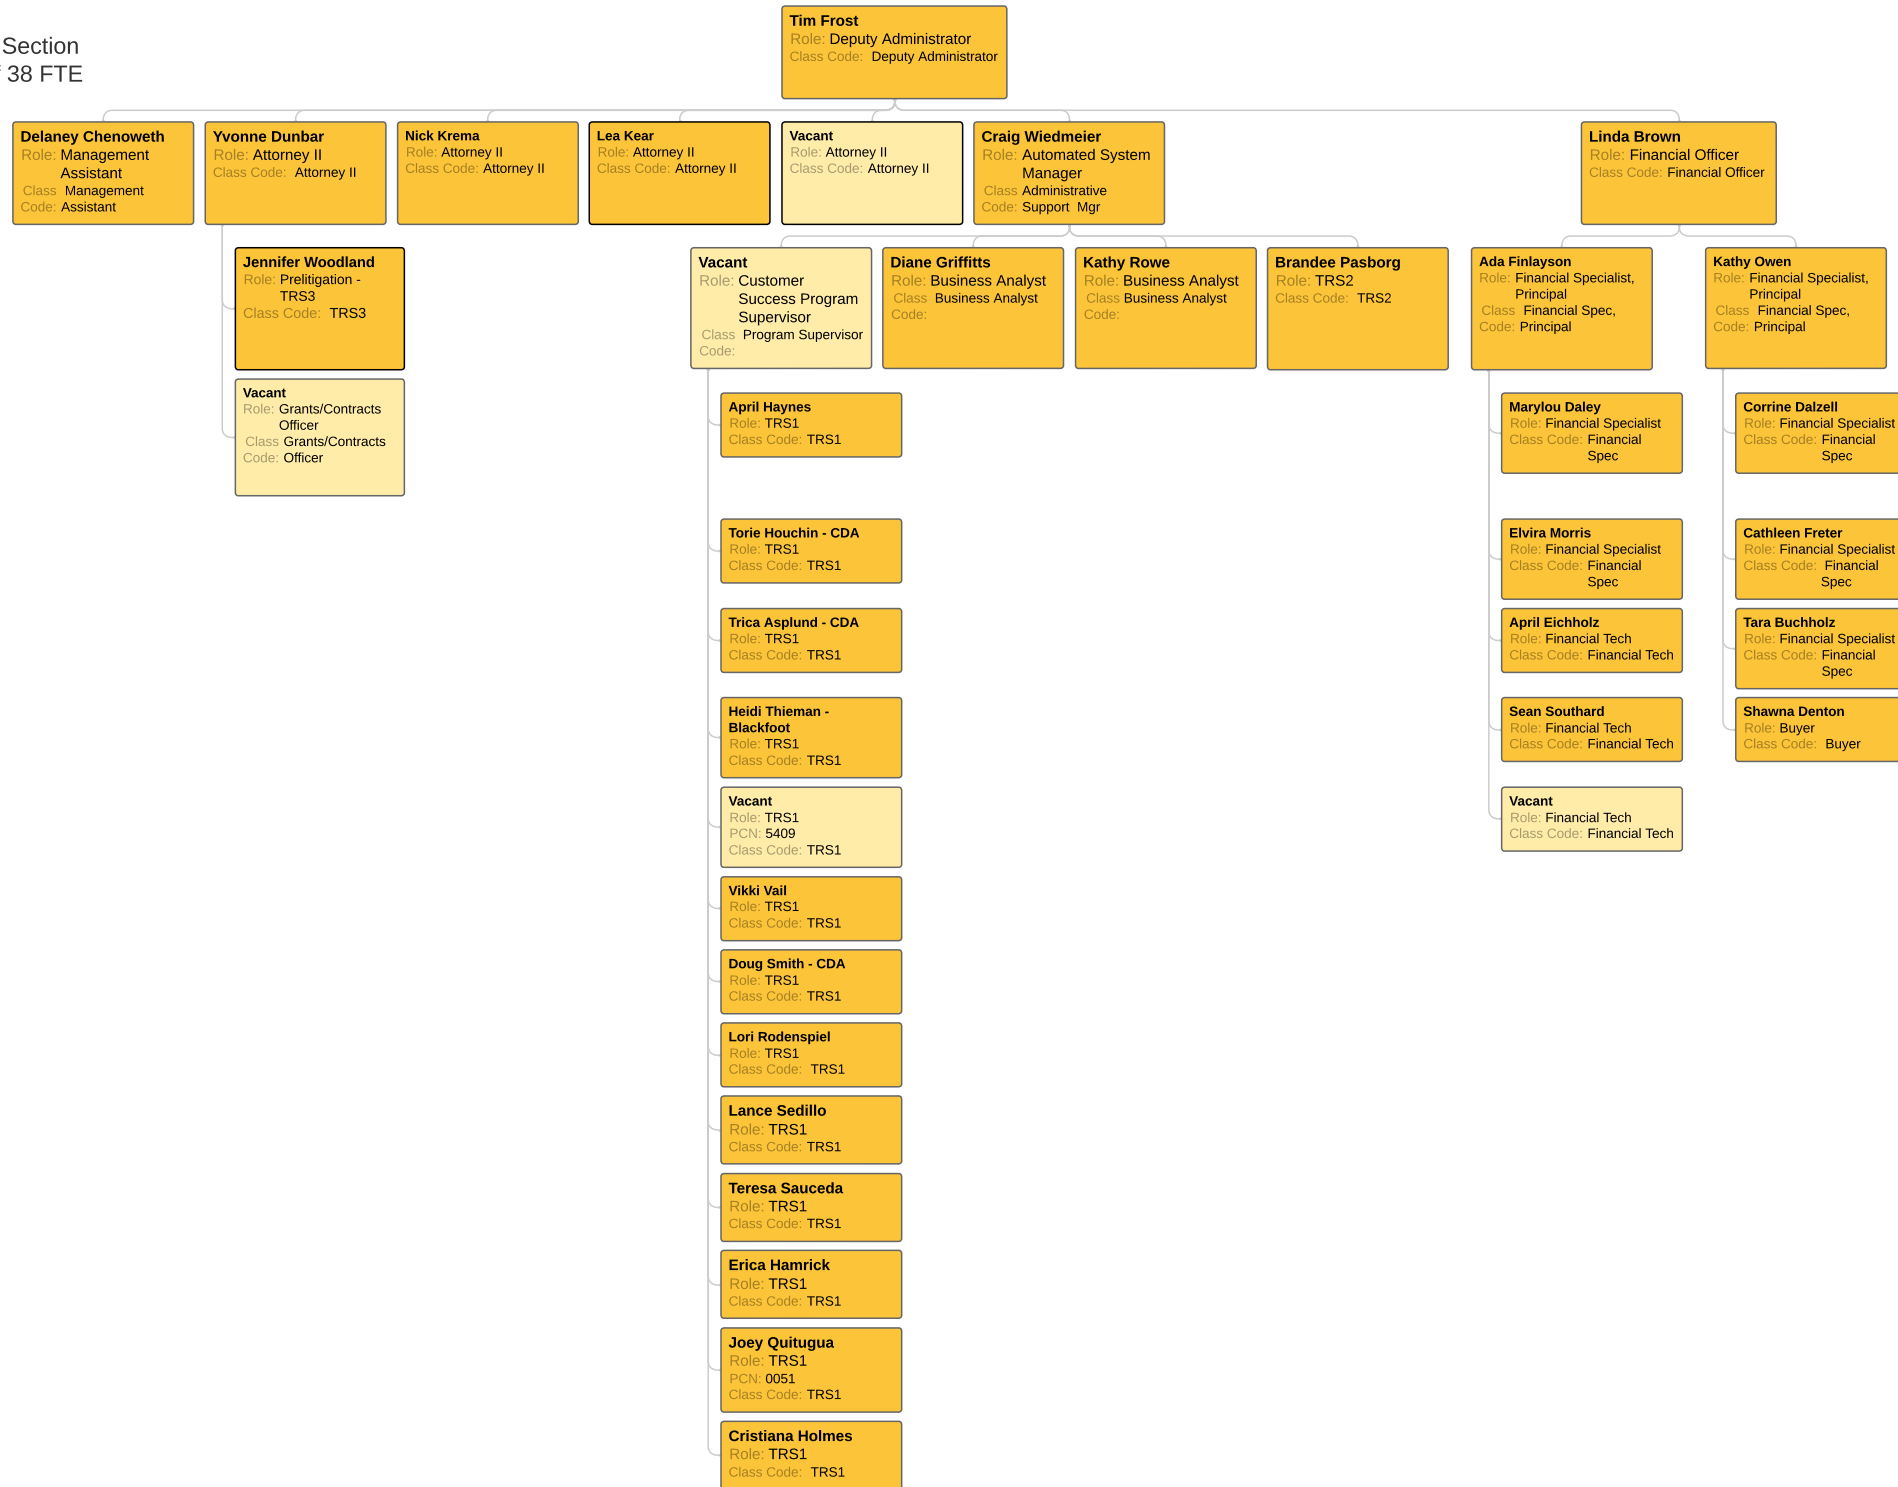 Section
38 FTE
Tim Frost
Role: Deputy Administrator
Class Code: Deputy Administrator
Delaney Chenoweth
Role: Management
Assistant
Class Management
Code: Assistant
Yvonne Dunbar
Role: Attorney II
Class Code: Attorney II
Nick Krema
Role: Attorney II
Class Code: Attorney II
Lea Kear
Role: Attorney II
Class Code: Attorney II
Vacant
Role: Attorney II
Class Code: Attorney II
Craig Wiedmeier
Role: Automated System
Manager
Class Administrative
Code: Support Mgr
Linda Brown
Role: Financial Officer
Class Code: Financial Officer
Jennifer Woodland
Role: Prelitigation -
TRS3
Class Code: TRS3
Vacant
Role: Grants/Contracts
Officer
Class Grants/Contracts
Code: Officer
Vacant
Role: Customer
Success Program
Supervisor
Class Program Supervisor
Code:
Diane Griffitts
Role: Business Analyst
Class Business Analyst
Code:
Kathy Rowe
Role: Business Analyst
Class Business Analyst
Code:
Brandee Pasborg
Role: TRS2
Class Code: TRS2
Ada Finlayson
Role: Financial Specialist,
Principal
Class Financial Spec,
Code: Principal
Kathy Owen
Role: Financial Specialist,
Principal
Class Financial Spec,
Code: Principal
April Haynes
Role: TRS1
Class Code: TRS1
Torie Houchin - CDA
Role: TRS1
Class Code: TRS1
Trica Asplund - CDA
Role: TRS1
Class Code: TRS1
Heidi Thieman -
Blackfoot
Role: TRS1
Class Code: TRS1
Vacant
Role: TRS1
PCN: 5409
Class Code: TRS1
Vikki Vail
Role: TRS1
Class Code: TRS1
Doug Smith - CDA
Role: TRS1
Class Code: TRS1
Lori Rodenspiel
Role: TRS1
Class Code: TRS1
Lance Sedillo
Role: TRS1
Class Code: TRS1
Teresa Sauceda
Role: TRS1
Class Code: TRS1
Erica Hamrick
Role: TRS1
Class Code: TRS1
Joey Quitugua
Role: TRS1
PCN: 0051
Class Code: TRS1
Cristiana Holmes
Role: TRS1
Class Code: TRS1
Marylou Daley
Role: Financial Specialist
Class Code: Financial
Spec
Elvira Morris
Role: Financial Specialist
Class Code: Financial
Spec
April Eichholz
Role: Financial Tech
Class Code: Financial Tech
Sean Southard
Role: Financial Tech
Class Code: Financial Tech
Vacant
Role: Financial Tech
Class Code: Financial Tech
Corrine Dalzell
Role: Financial Specialist
Class Code: Financial
Spec
Cathleen Freter
Role: Financial Specialist
Class Code: Financial
Spec
Tara Buchholz
Role: Financial Specialist
Class Code: Financial
Spec
Shawna Denton
Role: Buyer
Class Code: Buyer